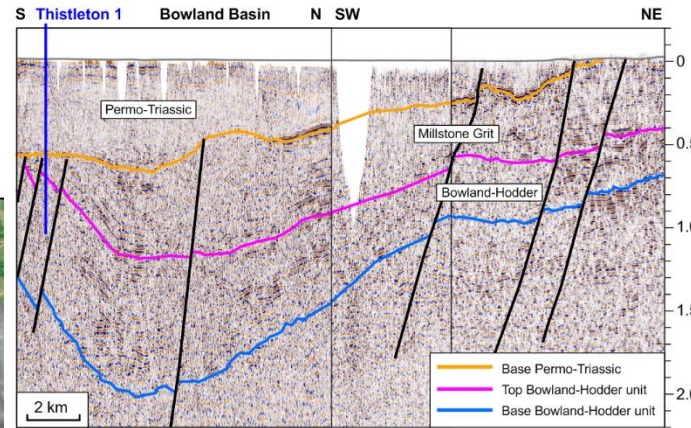 S Thistleton 1 Bowland Basin N SW NE
0
Permo-Triassic
Millstone Grit
0.5
Bowland-Hodder
1.0
1.5
Base Permo-Triassic
Top Bowland-Hodder unit
2 km
Base Bowland-Hodder unit
2.0